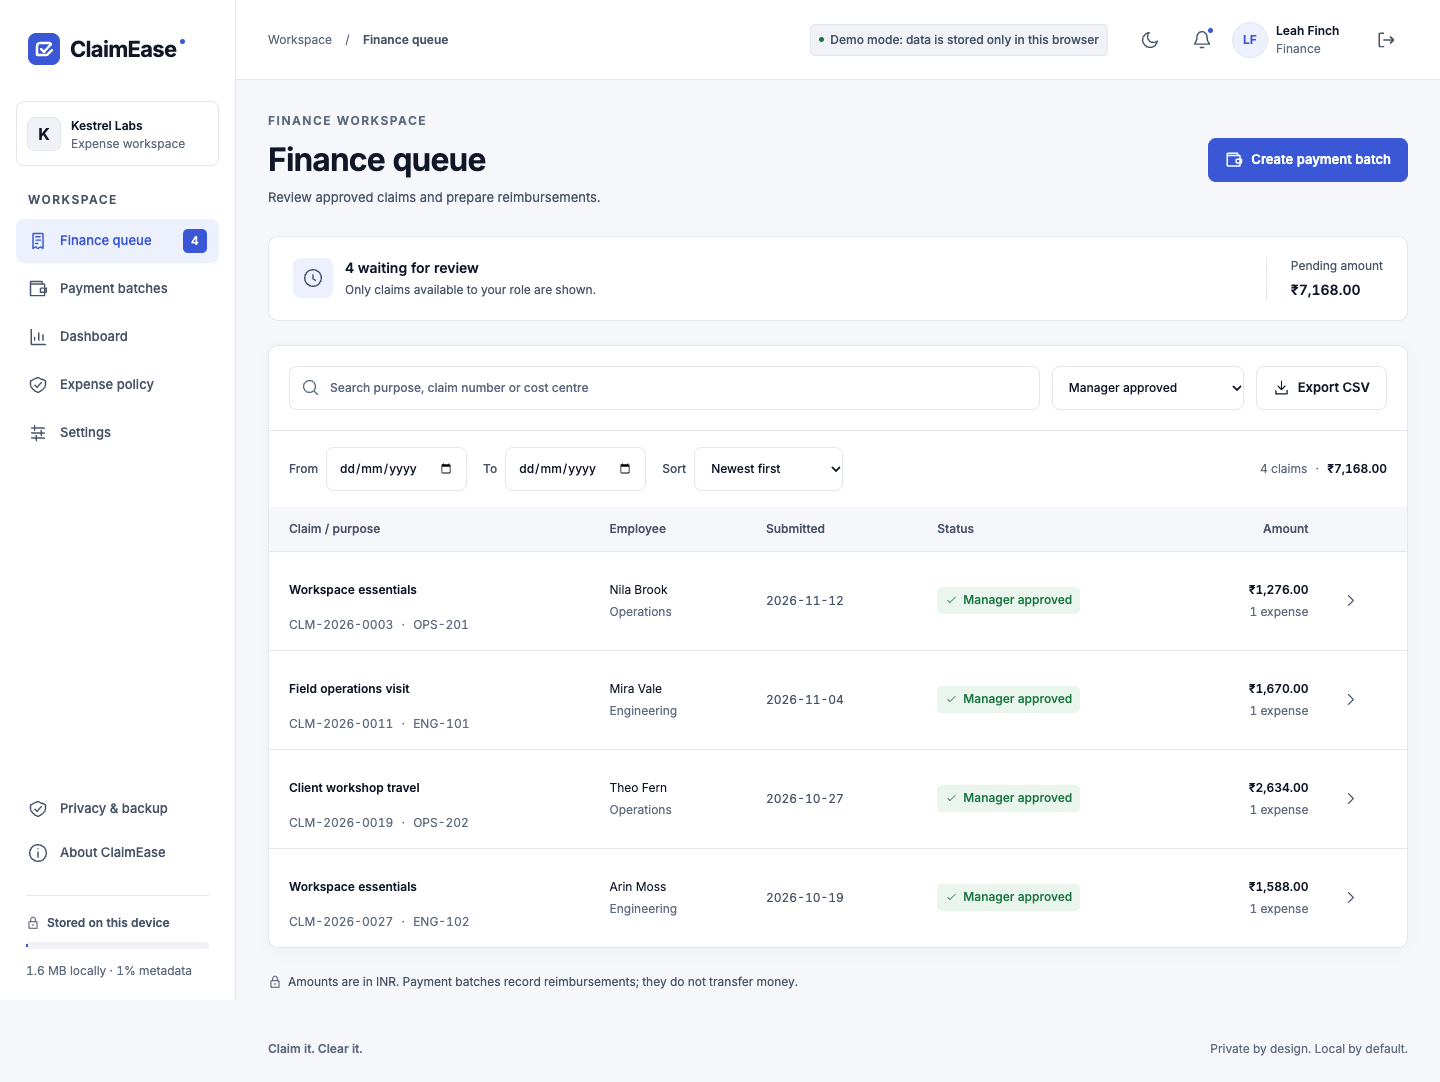 ClaimEase
K
Kestrel Labs
Expense workspace
WORKSPACE
Finance queue 4
Payment batches
Dashboard
Expense policy
Settings
Privacy & backup
About ClaimEase
Stored on this device
1.6 MB locally · 1% metadata
Workspace / Finance queue
Demo mode: data is stored only in this browser
LF
Leah Finch
Finance
FINANCE WORKSPACE
Finance queue
Review approved claims and prepare reimbursements.
Create payment batch
4 waiting for review
Only claims available to your role are shown.
Pending amount
₹7,168.00
Search purpose, claim number or cost centre
Manager approved
Export CSV
From dd/mm/yyyy To dd/mm/yyyy Sort Newest first
4 claims · ₹7,168.00
Claim / purpose Employee Submitted Status Amount
Workspace essentials
CLM-2026-0003 · OPS-201
Nila Brook
Operations
2026-11-12
Manager approved
₹1,276.00
1 expense
Field operations visit
CLM-2026-0011 · ENG-101
Mira Vale
Engineering
2026-11-04
Manager approved
₹1,670.00
1 expense
Client workshop travel
CLM-2026-0019 · OPS-202
Theo Fern
Operations
2026-10-27
Manager approved
₹2,634.00
1 expense
Workspace essentials
CLM-2026-0027 · ENG-102
Arin Moss
Engineering
2026-10-19
Manager approved
₹1,588.00
1 expense
Amounts are in INR. Payment batches record reimbursements; they do not transfer money.
Claim it. Clear it.
Private by design. Local by default.